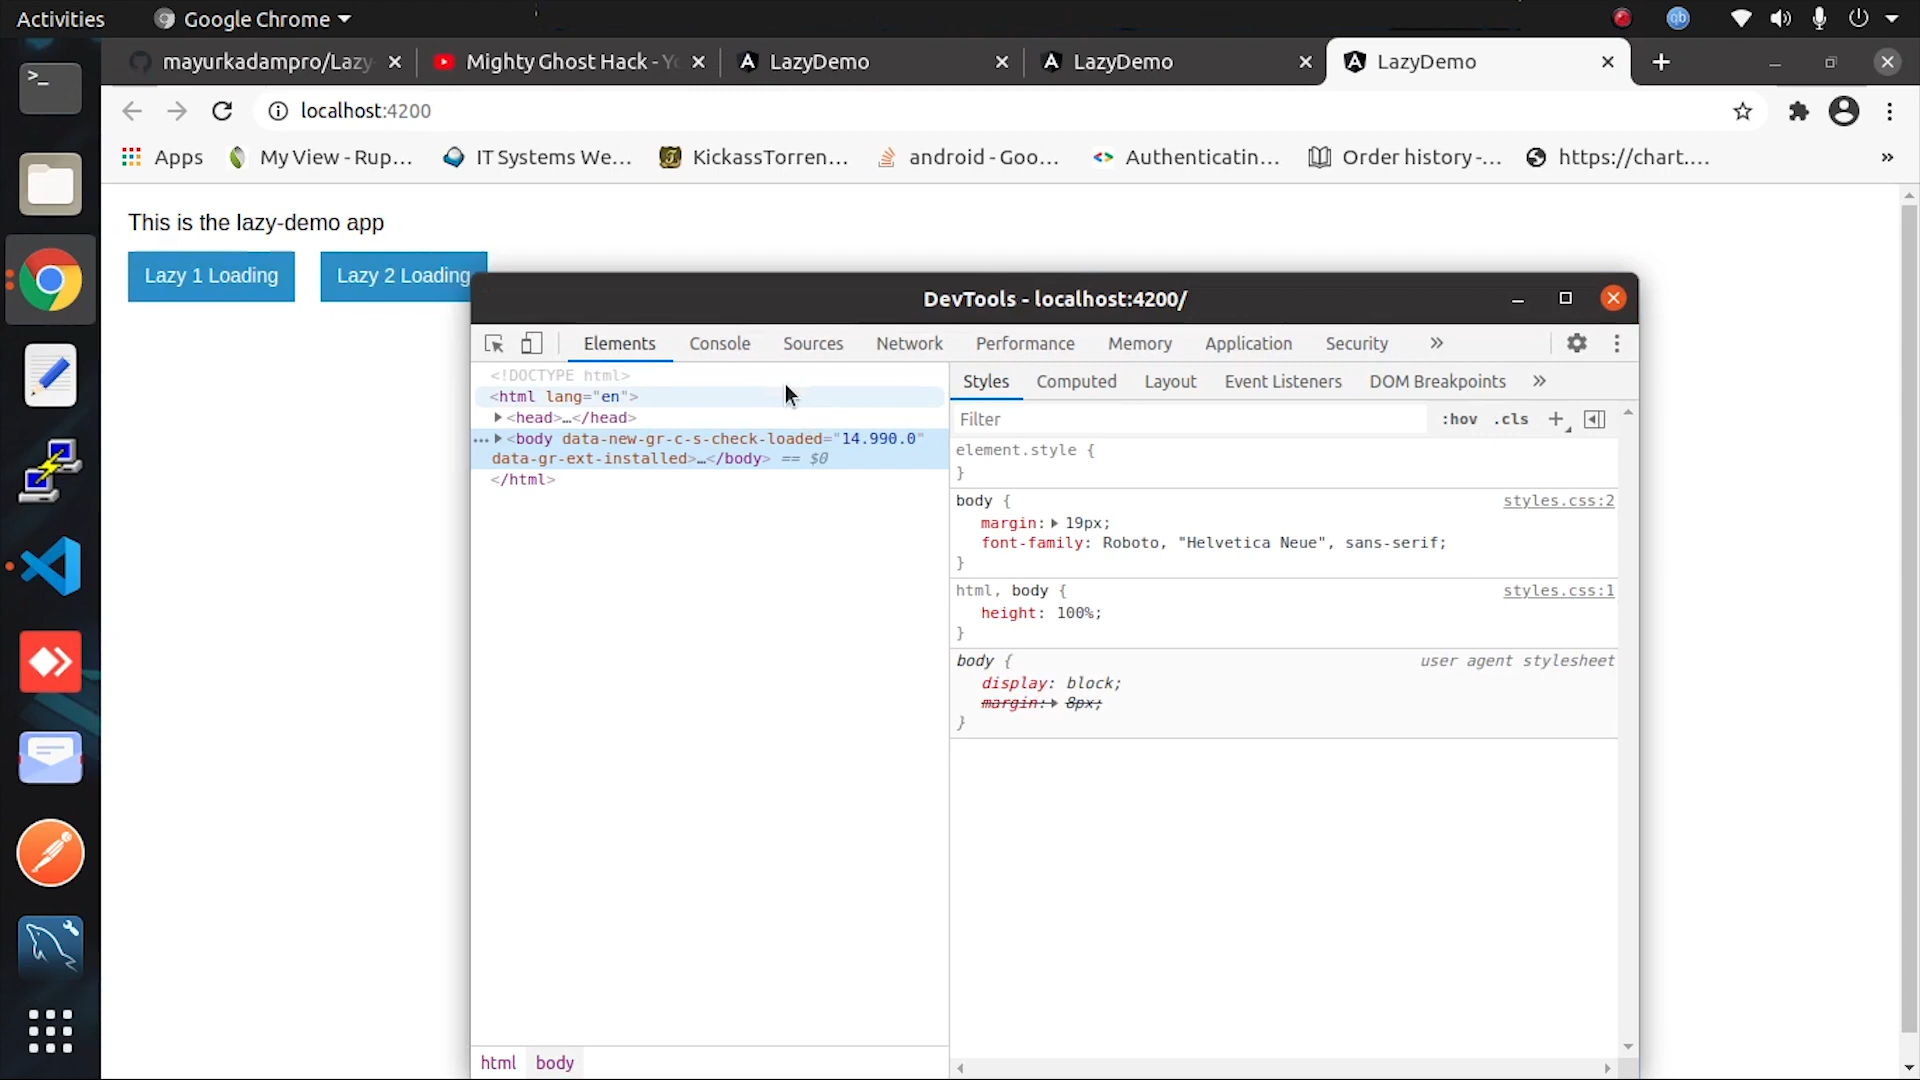 Activities
Google Chrome
qb
mayurkadampro/Lazy
Mighty Ghost Hack - Yo
LazyDemo
LazyDemo
LazyDemo
localhost:4200
Apps
My View - Rup...
IT Systems We...
KickassTorren...
android - Goo...
Authenticatin...
Order history -...
https://chart....
»
This is the lazy-demo app
Lazy 1 Loading
Lazy 2 Loading
DevTools - localhost:4200/
Elements
Console
Sources
Network
Performance
Memory
Application
Security
»
<!DOCTYPE html>
<html lang="en">
<head>…</head>
<body data-new-gr-c-s-check-loaded="14.990.0"
data-gr-ext-installed>…</body> == $0
</html>
html body
Styles
Computed
Layout
Event Listeners
DOM Breakpoints
»
Filter
:hov .cls +
element.style {
}
body { styles.css:2
margin: 19px;
font-family: Roboto, "Helvetica Neue", sans-serif;
}
html, body { styles.css:1
height: 100%;
}
body { user agent stylesheet
display: block;
margin: 8px;
}